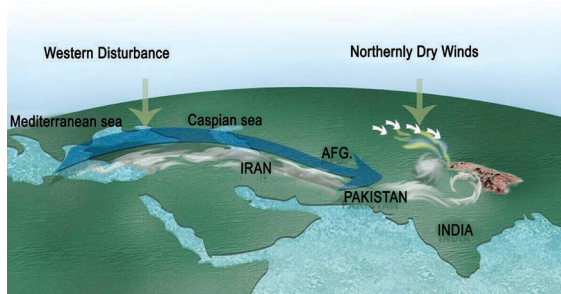 Western Disturbance
Northernly Dry Winds
Mediterranean sea
Caspian sea
AFG.
IRAN
PAKISTAN
INDIA